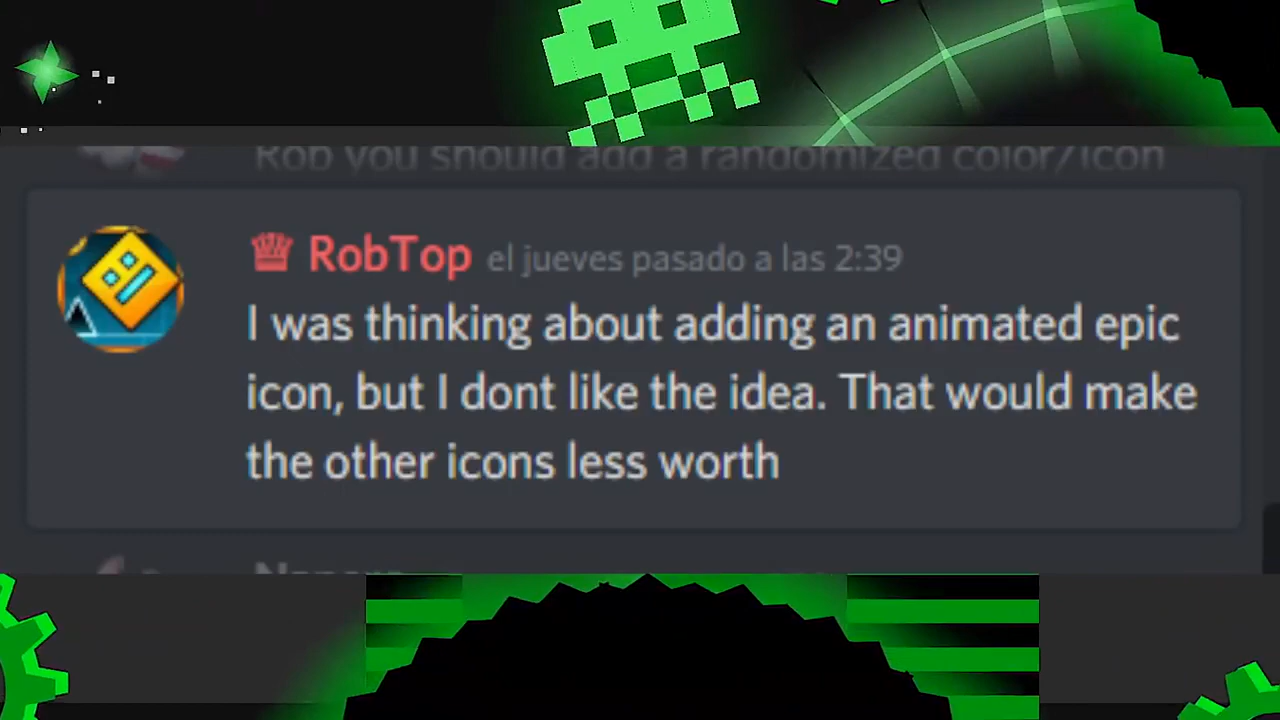 Rob you should add a randomized color/icon
RobTop el jueves pasado a las 2:39
I was thinking about adding an animated epic
icon, but I dont like the idea. That would make
the other icons less worth